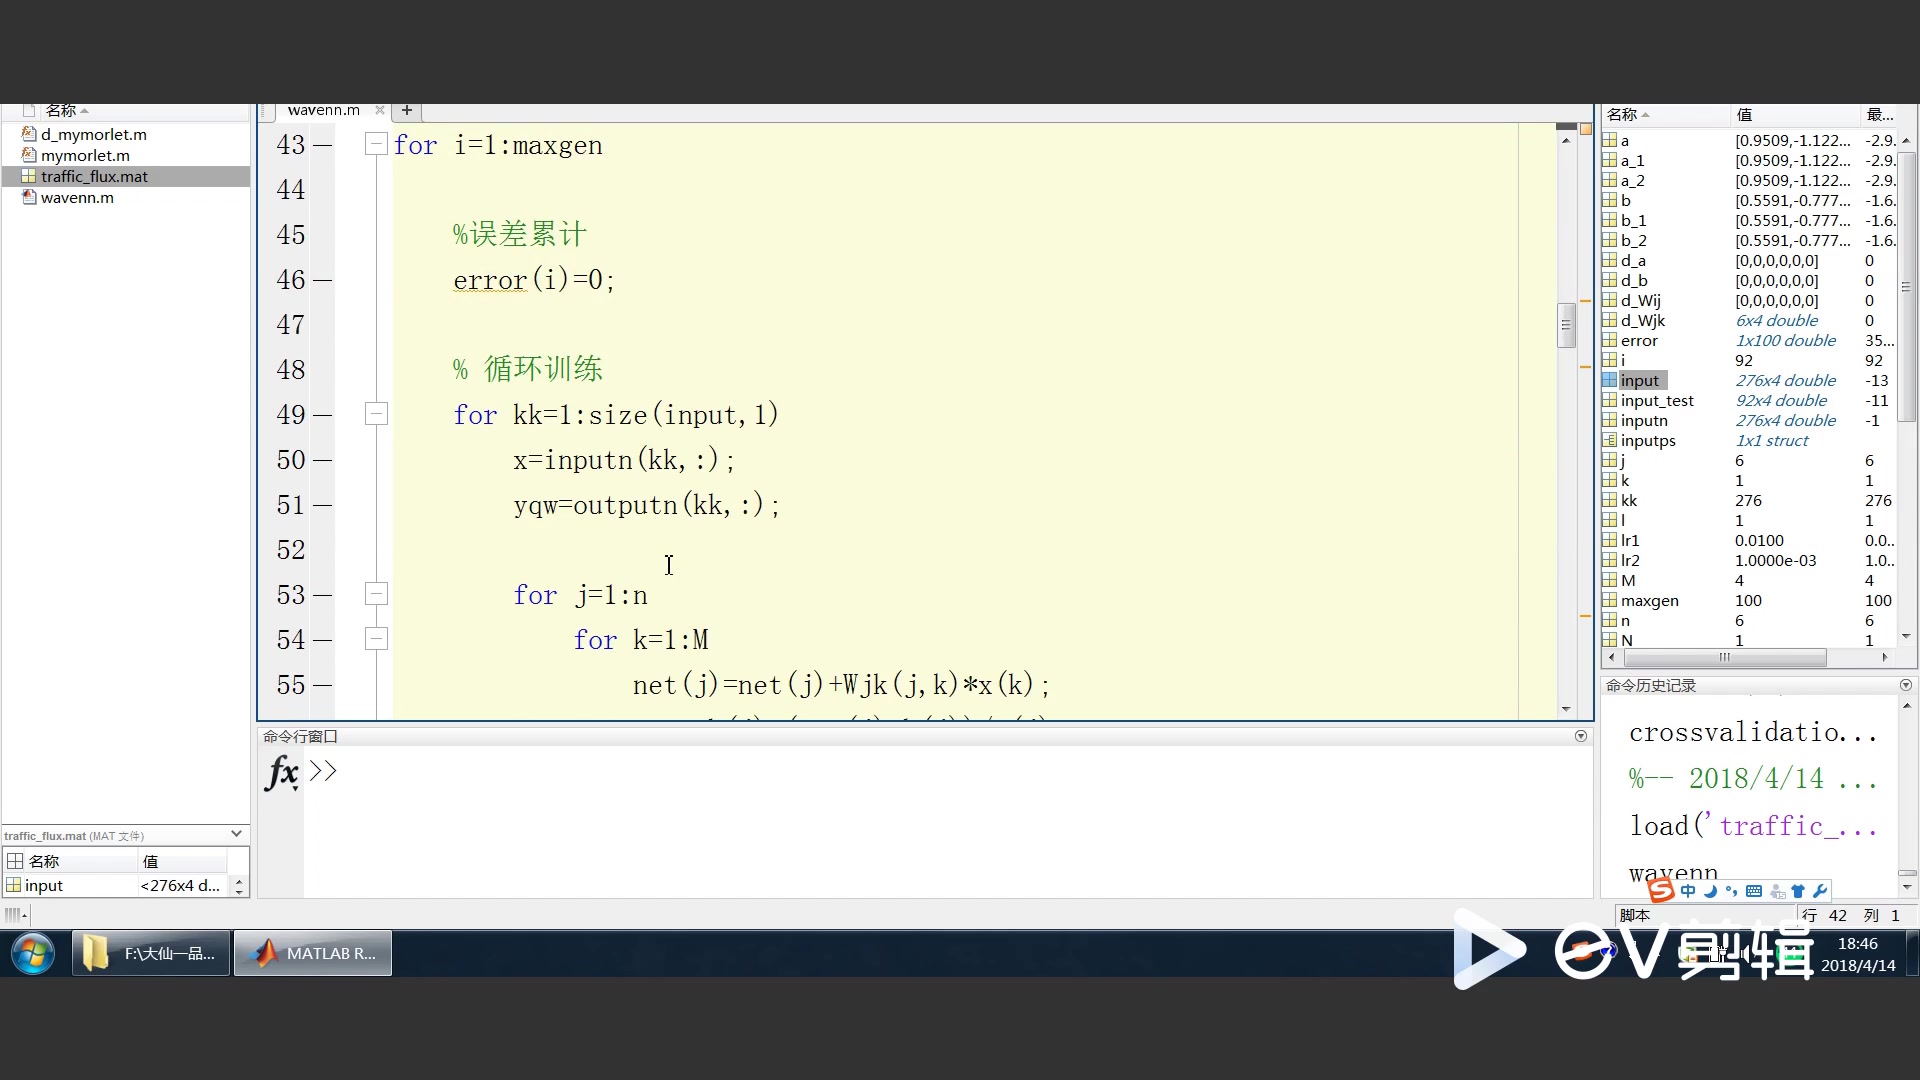 名称
d_mymorlet.m
mymorlet.m
traffic_flux.mat
wavenn.m
traffic_flux.mat (MAT 文件)
名称 值
input <276x4 d...
wavenn.m
43 for i=1:maxgen
44
45 %误差累计
46 error(i)=0;
47
48 % 循环训练
49 for kk=1:size(input,1)
50 x=inputn(kk,:);
51 yqw=outputn(kk,:);
52
53 for j=1:n
54 for k=1:M
55 net(j)=net(j)+Wjk(j,k)*x(k);
命令行窗口
fx >>
名称 值 最...
a [0.9509,-1.122... -2.9.
a_1 [0.9509,-1.122... -2.9.
a_2 [0.9509,-1.122... -2.9.
b [0.5591,-0.777... -1.6.
b_1 [0.5591,-0.777... -1.6.
b_2 [0.5591,-0.777... -1.6.
d_a [0,0,0,0,0,0] 0
d_b [0,0,0,0,0,0] 0
d_Wij [0,0,0,0,0,0] 0
d_Wjk 6x4 double 0
error 1x100 double 35...
i 92 92
input 276x4 double -13
input_test 92x4 double -11
inputn 276x4 double -1
inputps 1x1 struct
j 6 6
k 1 1
kk 276 276
l 1 1
lr1 0.0100 0.0..
lr2 1.0000e-03 1.0..
M 4 4
maxgen 100 100
n 6 6
N 1 1
命令历史记录
crossvalidatio...
%-- 2018/4/14 ...
load('traffic_...
wavenn
中
脚本 行 42 列 1
F:\大仙一品...
MATLAB R...
EV剪辑
18:46
2018/4/14